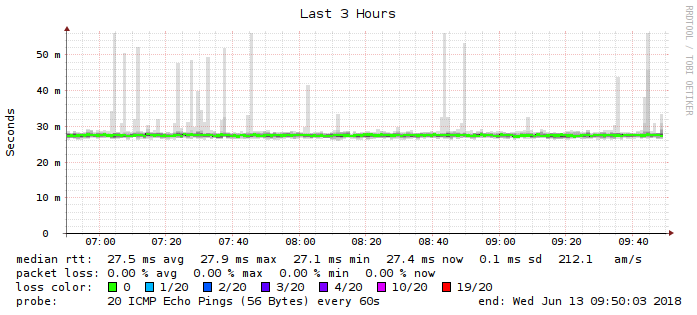 Last 3 Hours
RRDTOOL / TOBI OETIKER
Seconds
50 m
40 m
30 m
20 m
10 m
0
07:00 07:20 07:40 08:00 08:20 08:40 09:00 09:20 09:40
median rtt: 27.5 ms avg 27.9 ms max 27.1 ms min 27.4 ms now 0.1 ms sd 212.1 am/s
packet loss: 0.00 % avg 0.00 % max 0.00 % min 0.00 % now
loss color: 0 1/20 2/20 3/20 4/20 10/20 19/20
probe: 20 ICMP Echo Pings (56 Bytes) every 60s end: Wed Jun 13 09:50:03 2018